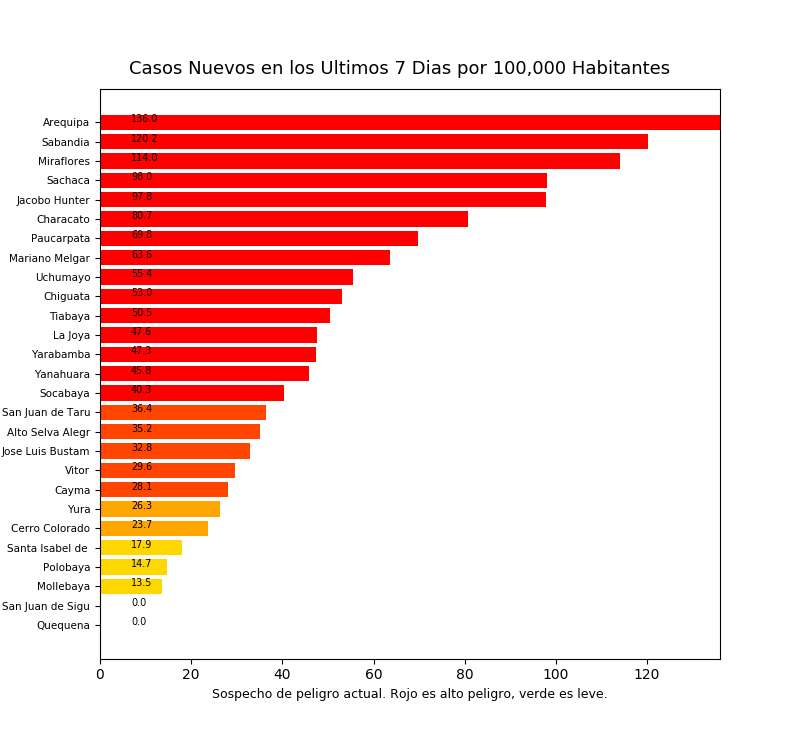 Casos Nuevos en los Ultimos 7 Dias por 100,000 Habitantes
Arequipa 136.0
Sabandia 120.2
Miraflores 114.0
Sachaca 98.0
Jacobo Hunter 97.8
Characato 80.7
Paucarpata 69.8
Mariano Melgar 63.6
Uchumayo 55.4
Chiguata 53.0
Tiabaya 50.5
La Joya 47.6
Yarabamba 47.3
Yanahuara 45.8
Socabaya 40.3
San Juan de Taru 36.4
Alto Selva Alegr 35.2
Jose Luis Bustam 32.8
Vitor 29.6
Cayma 28.1
Yura 26.3
Cerro Colorado 23.7
Santa Isabel de 17.9
Polobaya 14.7
Mollebaya 13.5
San Juan de Sigu 0.0
Quequena 0.0
0 20 40 60 80 100 120
Sospecho de peligro actual. Rojo es alto peligro, verde es leve.